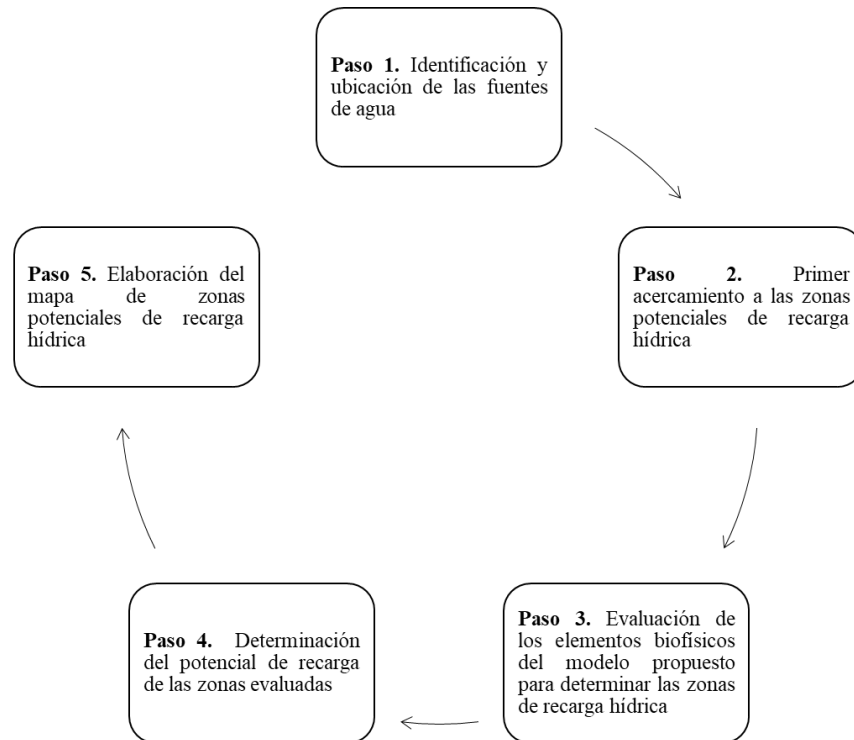 Paso 1. Identificación y
ubicación de las fuentes
de agua
Paso 2. Primer
acercamiento a las zonas
potenciales de recarga
hídrica
Paso 3. Evaluación de
los elementos biofísicos
del modelo propuesto
para determinar las zonas
de recarga hídrica
Paso 4. Determinación
del potencial de recarga
de las zonas evaluadas
Paso 5. Elaboración del
mapa de zonas
potenciales de recarga
hídrica